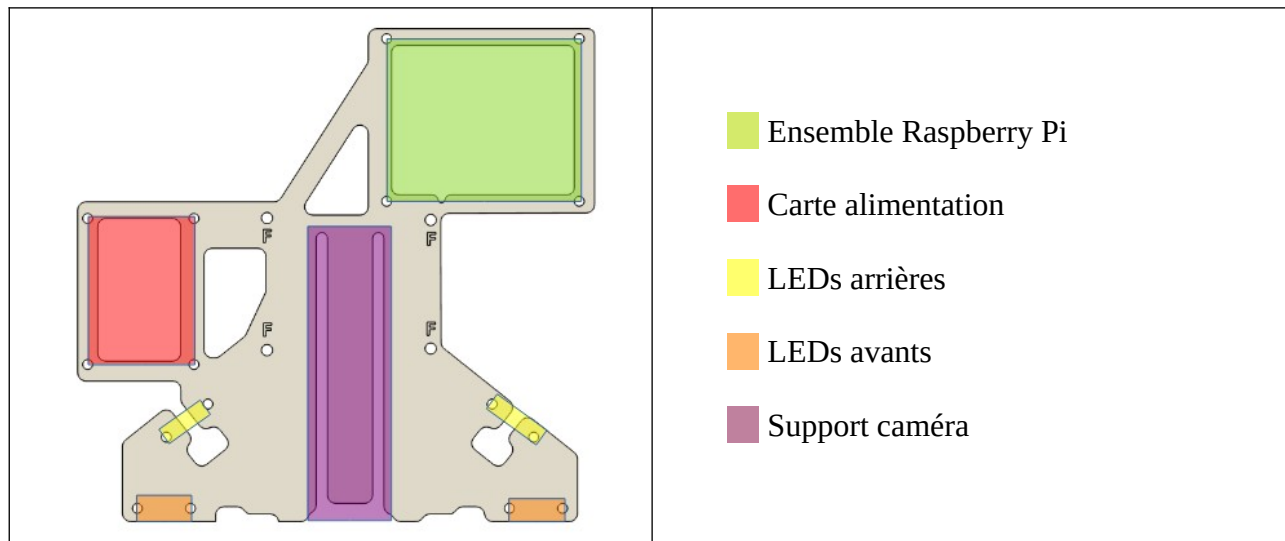 F
F
F
F
Ensemble Raspberry Pi
Carte alimentation
LEDs arrières
LEDs avants
Support caméra